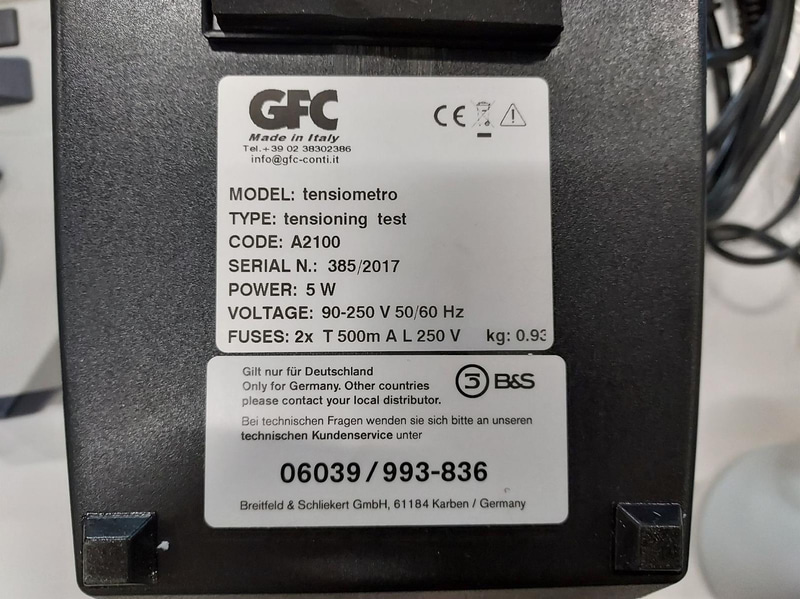 GFC
Made in Italy
Tel.+39 02 38302386
info@gfc-conti.it
CE
MODEL: tensiometro
TYPE: tensioning test
CODE: A2100
SERIAL N.: 385/2017
POWER: 5 W
VOLTAGE: 90-250 V 50/60 Hz
FUSES: 2x T 500m A L 250 V kg: 0.93
Gilt nur für Deutschland
Only for Germany. Other countries
please contact your local distributor.
B&S
Bei technischen Fragen wenden sie sich bitte an unseren
technischen Kundenservice unter
06039/993-836
Breitfeld & Schliekert GmbH, 61184 Karben / Germany